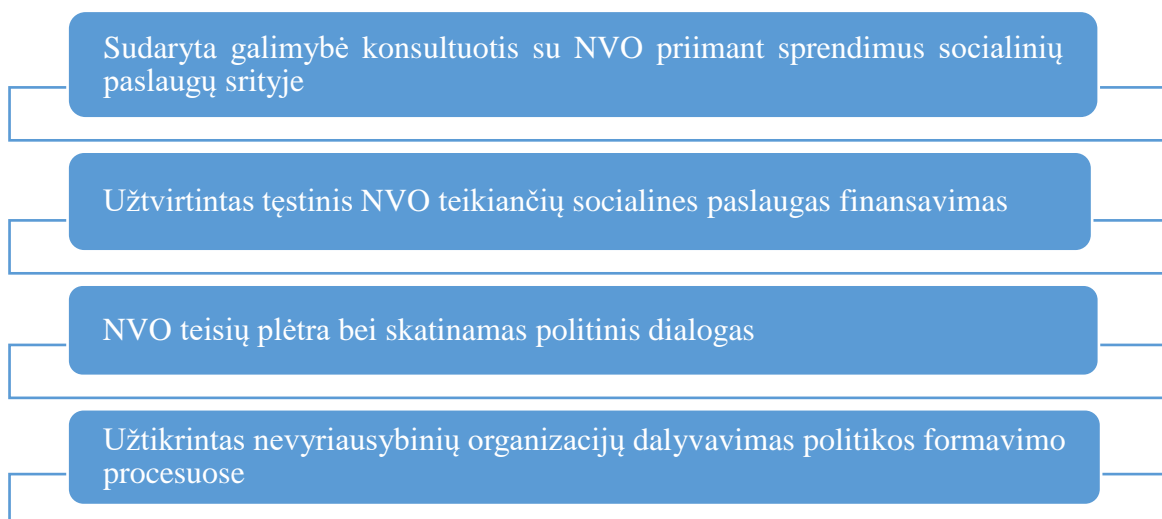 Sudaryta galimybė konsultuotis su NVO priimant sprendimus socialinių
paslaugų srityje
Užtvirtintas tęstinis NVO teikiančių socialines paslaugas finansavimas
NVO teisių plėtra bei skatinamas politinis dialogas
Užtikrintas nevyriausybinių organizacijų dalyvavimas politikos formavimo
procesuose